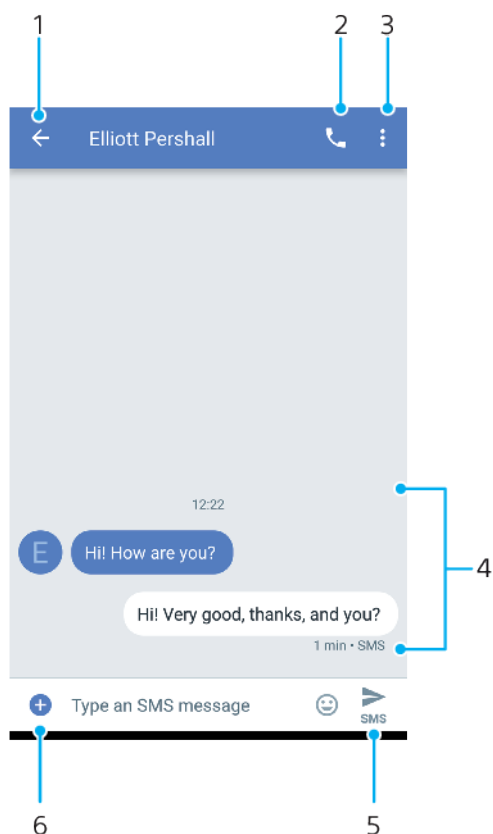 1 2 3
Elliott Pershall
12:22
E Hi! How are you?
Hi! Very good, thanks, and you?
4
1 min • SMS
Type an SMS message
SMS
6 5